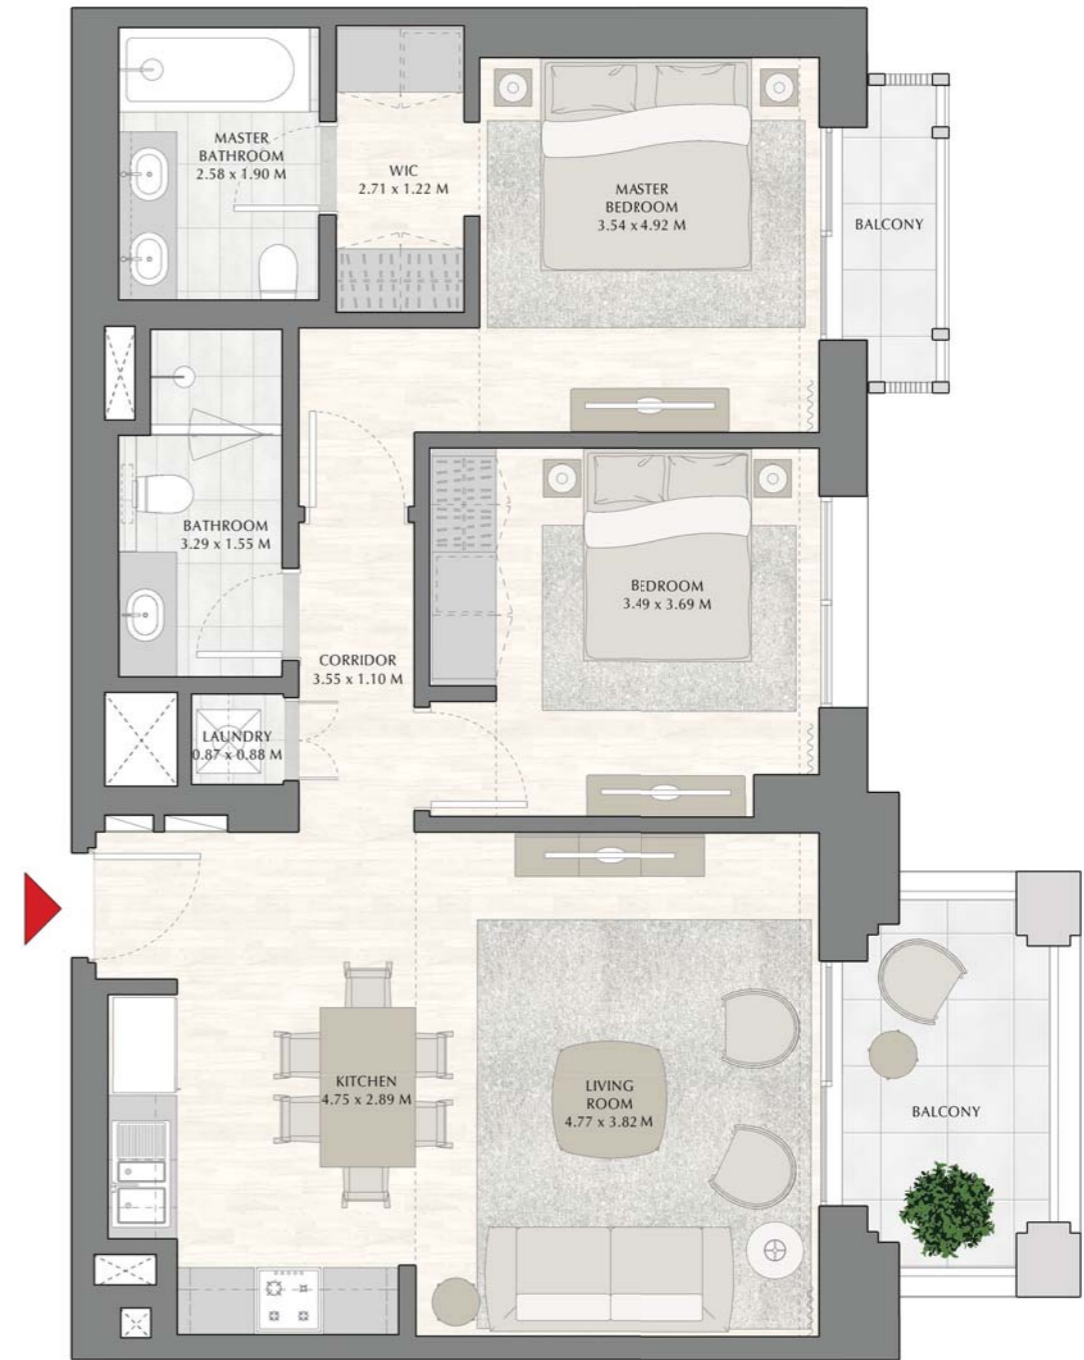 MASTER
BATHROOM
2.58 x 1.90 M
WIC
2.71 x 1.22 M
MASTER
BEDROOM
3.54 x 4.92 M
BALCONY
BATHROOM
3.29 x 1.55 M
BEDROOM
3.49 x 3.69 M
CORRIDOR
3.55 x 1.10 M
LAUNDRY
0.87 x 0.88 M
KITCHEN
4.75 x 2.89 M
LIVING
ROOM
4.77 x 3.82 M
BALCONY